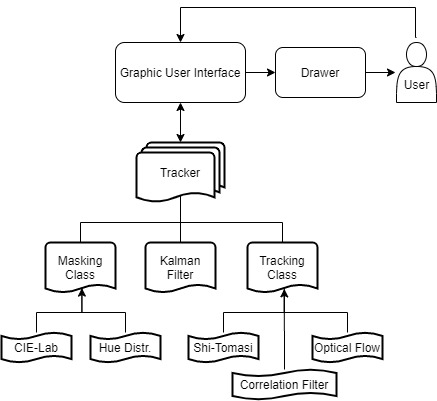 Graphic User Interface
Drawer
User
Tracker
Masking
Class
Kalman
Filter
Tracking
Class
CIE-Lab
Hue Distr.
Shi-Tomasi
Optical Flow
Correlation Filter